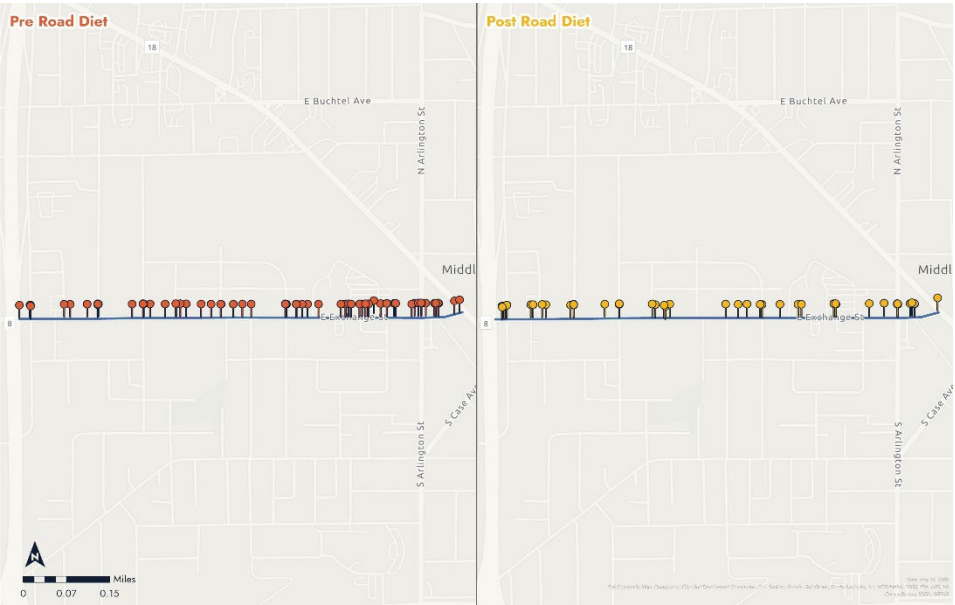 Pre Road Diet
Post Road Diet
18
18
E Buchtel Ave
E Buchtel Ave
N Arlington St
N Arlington St
Middl
Middl
E Exchange St
E Exchange St
8
8
S Case Av
S Case Ave
S Arlington St
S Arlington St
N
Miles
0
0.07
0.15